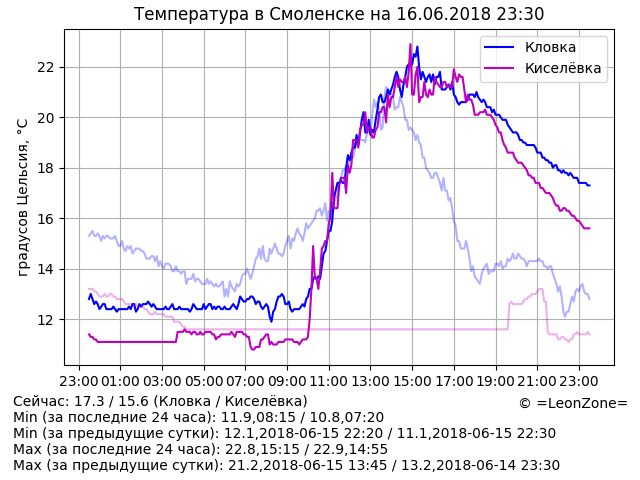 Температура в Смоленске на 16.06.2018 23:30
Кловка
Киселёвка
градусов Цельсия, °C
22
20
18
16
14
12
23:00 01:00 03:00 05:00 07:00 09:00 11:00 13:00 15:00 17:00 19:00 21:00 23:00
Сейчас: 17.3 / 15.6 (Кловка / Киселёвка)
© =LeonZone=
Min (за последние 24 часа): 11.9,08:15 / 10.8,07:20
Min (за предыдущие сутки): 12.1,2018-06-15 22:20 / 11.1,2018-06-15 22:30
Max (за последние 24 часа): 22.8,15:15 / 22.9,14:55
Max (за предыдущие сутки): 21.2,2018-06-15 13:45 / 13.2,2018-06-14 23:30